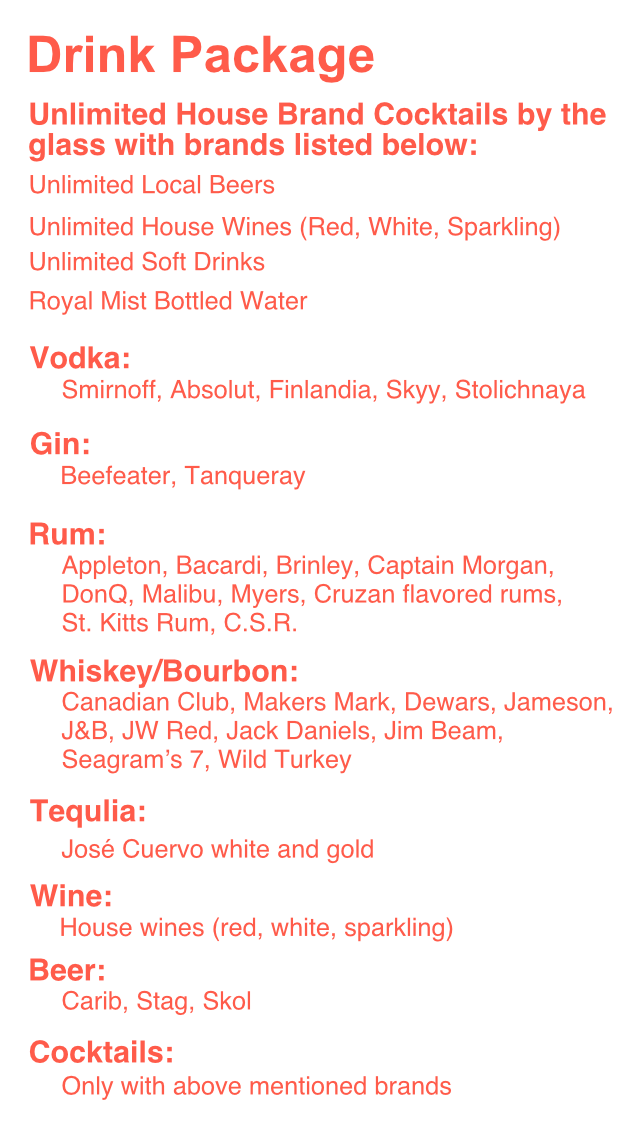 Drink Package
Unlimited House Brand Cocktails by the
glass with brands listed below:
Unlimited Local Beers
Unlimited House Wines (Red, White, Sparkling)
Unlimited Soft Drinks
Royal Mist Bottled Water
Vodka:
Smirnoff, Absolut, Finlandia, Skyy, Stolichnaya
Gin:
Beefeater, Tanqueray
Rum:
Appleton, Bacardi, Brinley, Captain Morgan,
DonQ, Malibu, Myers, Cruzan flavored rums,
St. Kitts Rum, C.S.R.
Whiskey/Bourbon:
Canadian Club, Makers Mark, Dewars, Jameson,
J&B, JW Red, Jack Daniels, Jim Beam,
Seagram’s 7, Wild Turkey
Tequlia:
José Cuervo white and gold
Wine:
House wines (red, white, sparkling)
Beer:
Carib, Stag, Skol
Cocktails:
Only with above mentioned brands